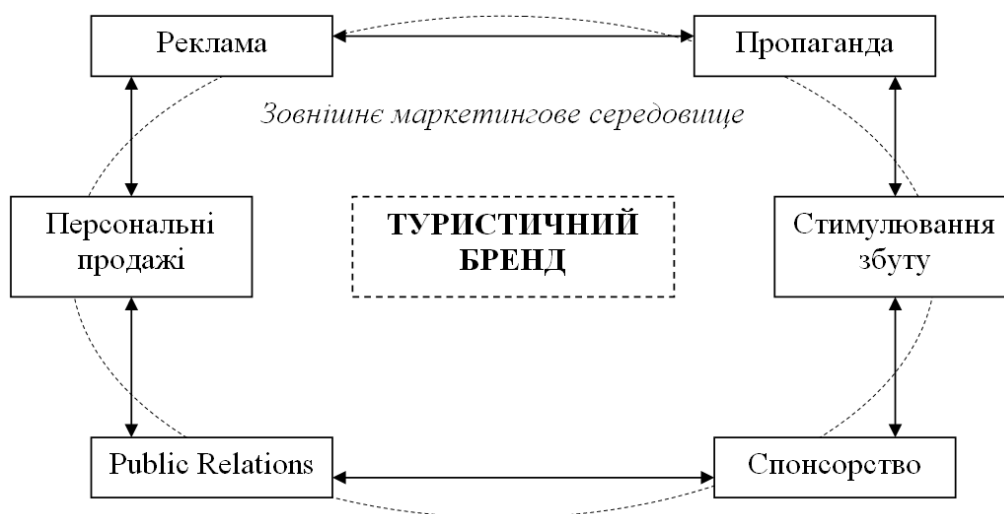 Реклама
Пропаганда
Зовнішнє маркетингове середовище
Персональні
продажі
ТУРИСТИЧНИЙ
БРЕНД
Стимулювання
збуту
Public Relations
Спонсорство